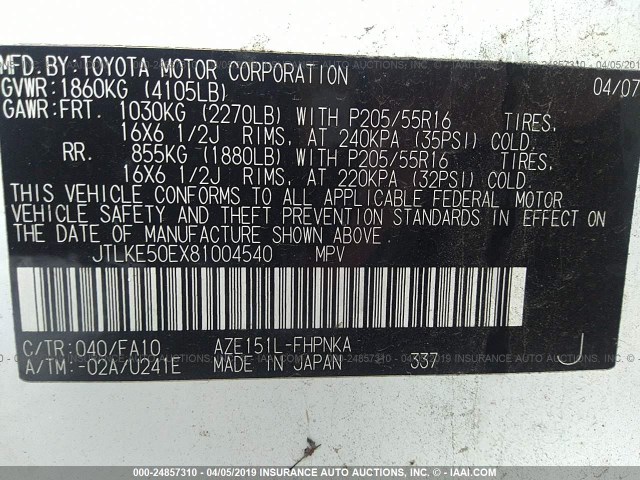 MFD.BY:TOYOTA MOTOR CORPORATION 04/07
GVWR:1860KG (4105LB)
GAWR:FRT. 1030KG (2270LB) WITH P205/55R16 TIRES,
16X6 1/2J RIMS, AT 240KPA (35PSI) COLD.
RR. 855KG (1880LB) WITH P205/55R16 TIRES,
16X6 1/2J RIMS, AT 220KPA (32PSI) COLD.
THIS VEHICLE CONFORMS TO ALL APPLICABLE FEDERAL MOTOR
VEHICLE SAFETY AND THEFT PREVENTION STANDARDS IN EFFECT ON
THE DATE OF MANUFACTURE SHOWN ABOVE.
JTLKE50EX81004540 MPV
C/TR:040/FA10 AZE151L-FHPNKA
A/TM:-02A/U241E MADE IN JAPAN 337 J
000-24857310 - 04/05/2019 - IAA - WWW.IAAI.COM